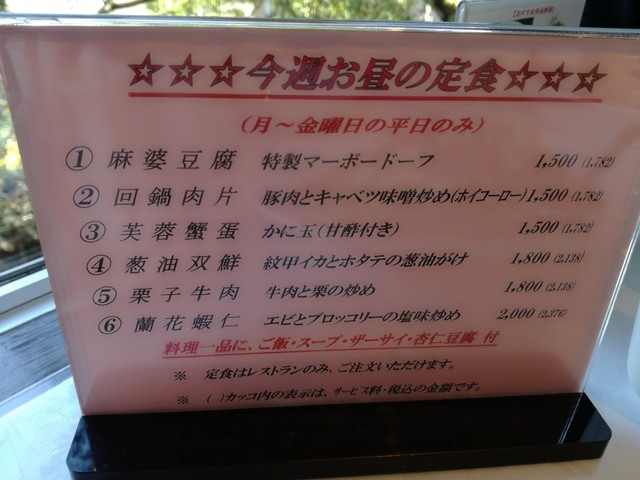 ☆☆☆今週お昼の定食☆☆☆
(月～金曜日の平日のみ)
① 麻婆豆腐 特製マーボードーフ 1,500 (1,782)
② 回鍋肉片 豚肉とキャベツ味噌炒め(ホイコーロー) 1,500 (1,782)
③ 芙蓉蟹蛋 かに玉(甘酢付き) 1,500 (1,782)
④ 葱油双鮮 紋甲イカとホタテの葱油がけ 1,800 (2,138)
⑤ 栗子牛肉 牛肉と栗の炒め 1,800 (2,138)
⑥ 蘭花蝦仁 エビとブロッコリーの塩味炒め 2,000 (2,376)
料理一品に、ご飯・スープ・ザーサイ・杏仁豆腐 付
※ 定食はレストランのみ、ご注文いただけます。
※ ( )カッコ内の表示は、サービス料・税込の金額です。